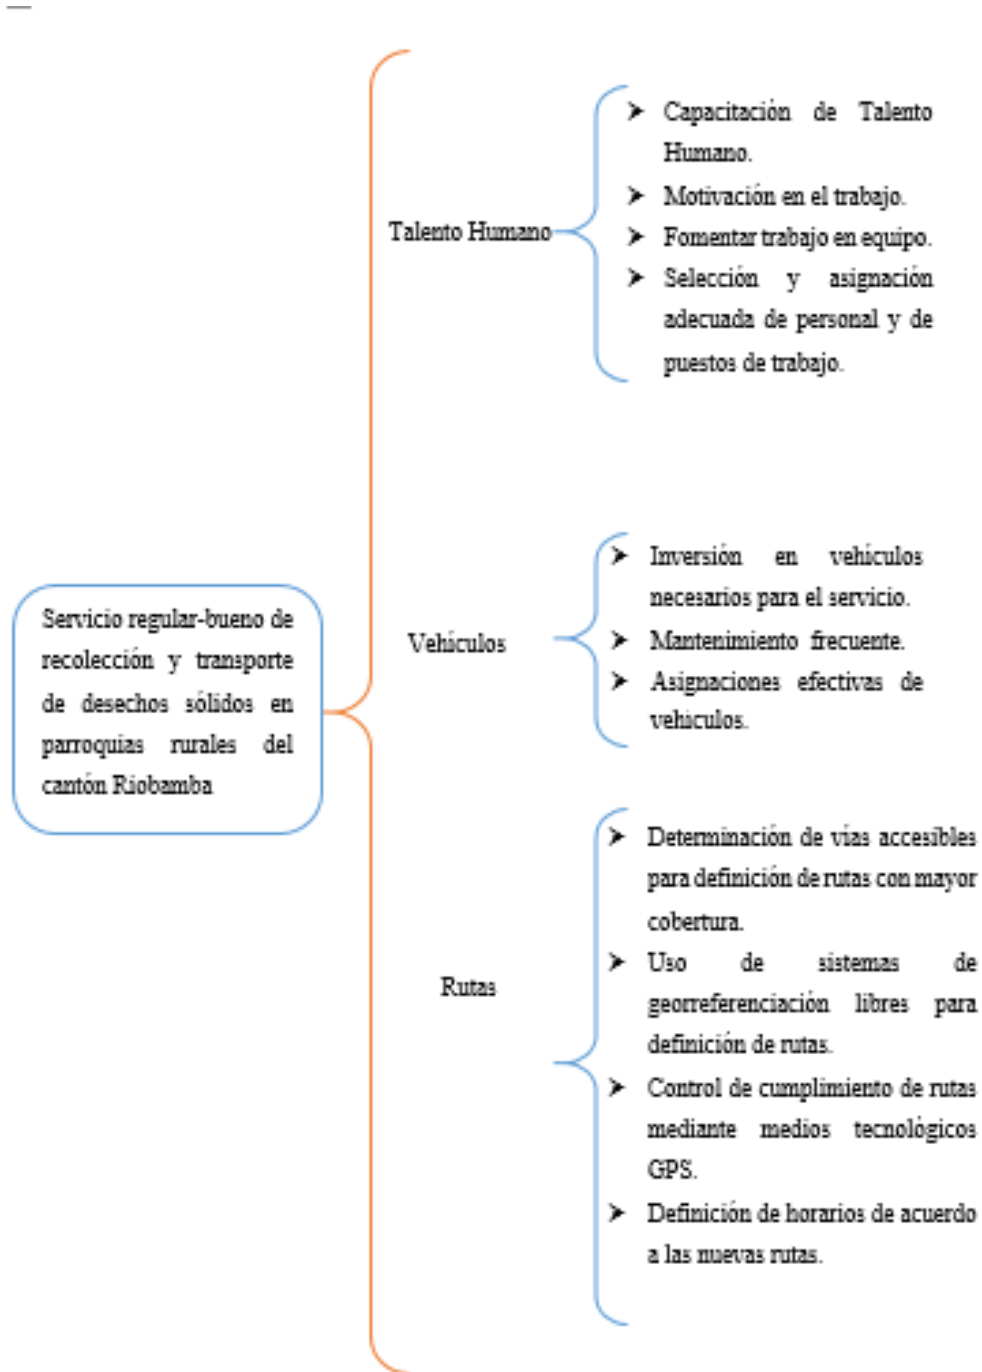 Servicio regular-bueno de
recolección y transporte
de desechos sólidos en
parroquias rurales del
cantón Riobamba
Talento Humano
➤ Capacitación de Talento
Humano.
➤ Motivación en el trabajo.
➤ Fomentar trabajo en equipo.
➤ Selección y asignación
adecuada de personal y de
puestos de trabajo.
Vehículos
➤ Inversión en vehículos
necesarios para el servicio.
➤ Mantenimiento frecuente.
➤ Asignaciones efectivas de
vehiculos.
Rutas
➤ Determinación de vías accesibles
para definición de rutas con mayor
cobertura.
➤ Uso de sistemas de
georreferenciación libres para
definición de rutas.
➤ Control de cumplimiento de rutas
mediante medios tecnológicos
GPS.
➤ Definición de horarios de acuerdo
a las nuevas rutas.